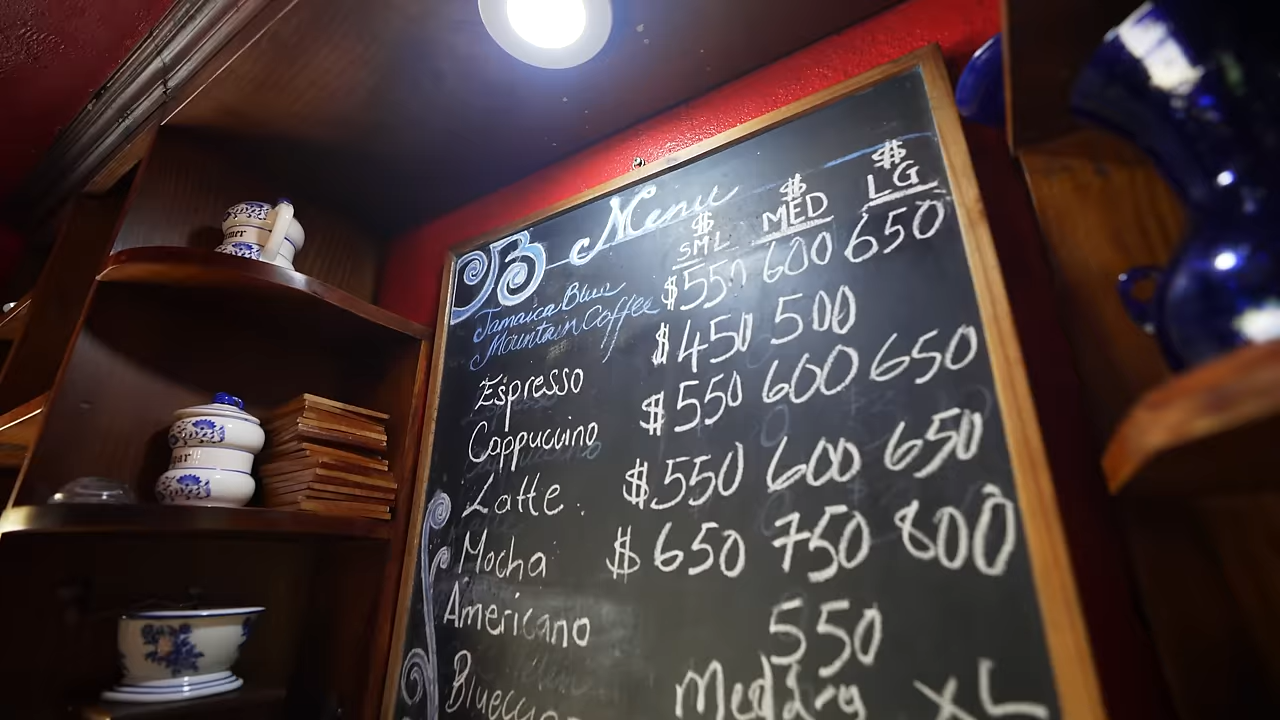 Menu
$ $ $
SML MED LG
Jamaica Blue
Mountain Coffee $550 600 650
Espresso $450 500
Cappuccino $550 600 650
Latte $550 600 650
Mocha $650 750 800
Americano 550
Med Lrg XL